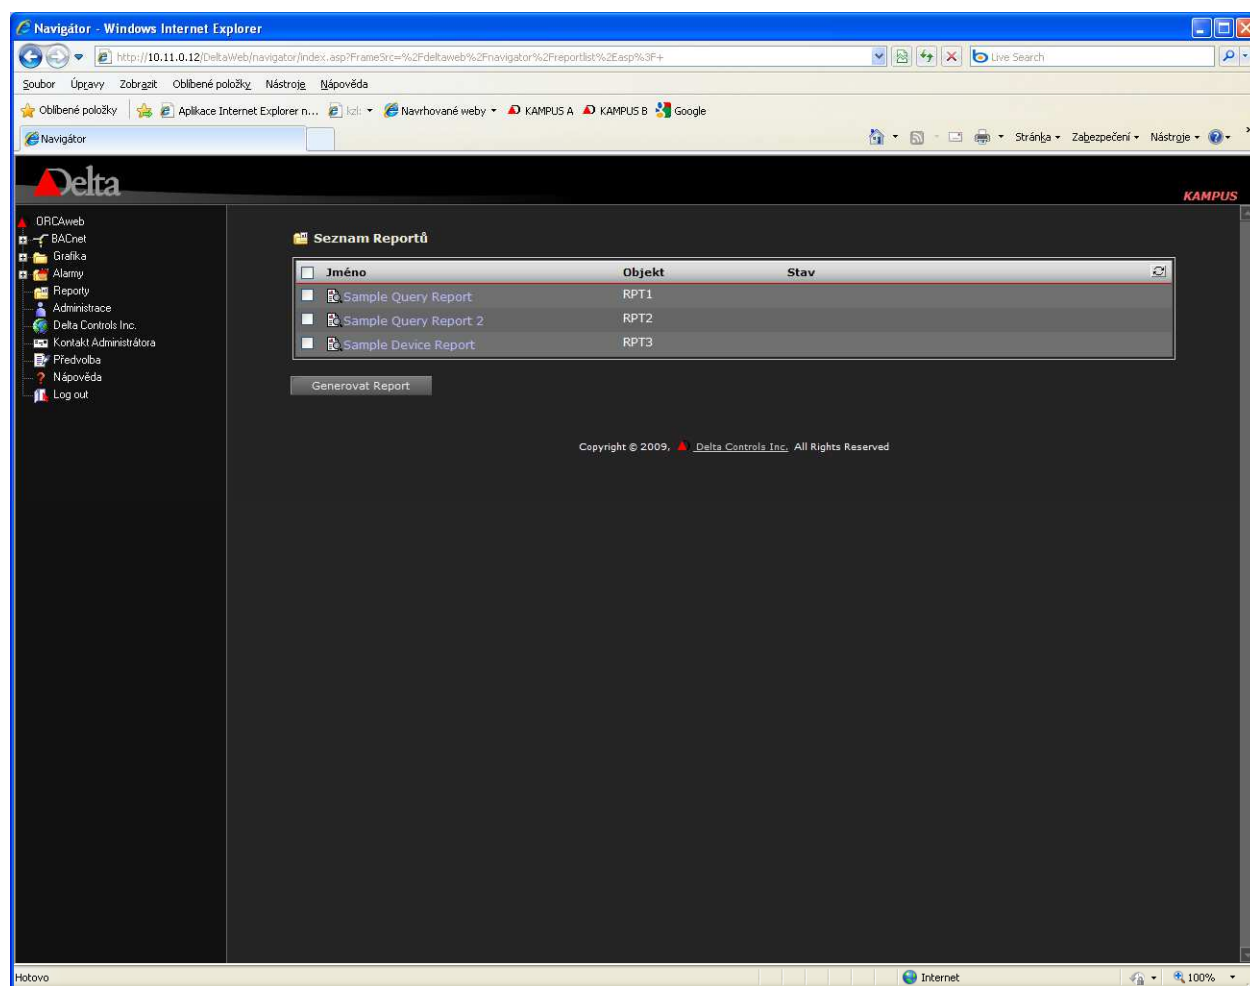 Navigátor - Windows Internet Explorer
http://10.11.0.12/DeltaWeb/navigator/index.asp?FrameSrc=%2Fdeltaweb%2Fnavigator%2Freportlist%2Easp%3F+
Live Search
Soubor Úpravy Zobrazit Oblíbené položky Nástroje Nápověda
Oblíbené položky Aplikace Internet Explorer n... Navrhované weby KAMPUS A KAMPUS B Google
Navigátor
Stránka Zabezpečení Nástroje
Delta
KAMPUS
ORCAweb
BACnet
Grafika
Alarmy
Reporty
Administrace
Delta Controls Inc.
Kontakt Administrátora
Předvolba
Nápověda
Log out
Seznam Reportů
Jméno Objekt Stav
Sample Query Report RPT1
Sample Query Report 2 RPT2
Sample Device Report RPT3
Generovat Report
Copyright © 2009, Delta Controls Inc. All Rights Reserved
Hotovo
Internet
100%